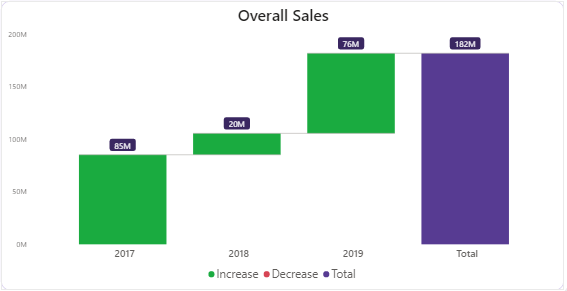 Overall Sales
200M
150M
100M
50M
0M
85M
20M
76M
182M
2017 2018 2019 Total
Increase Decrease Total